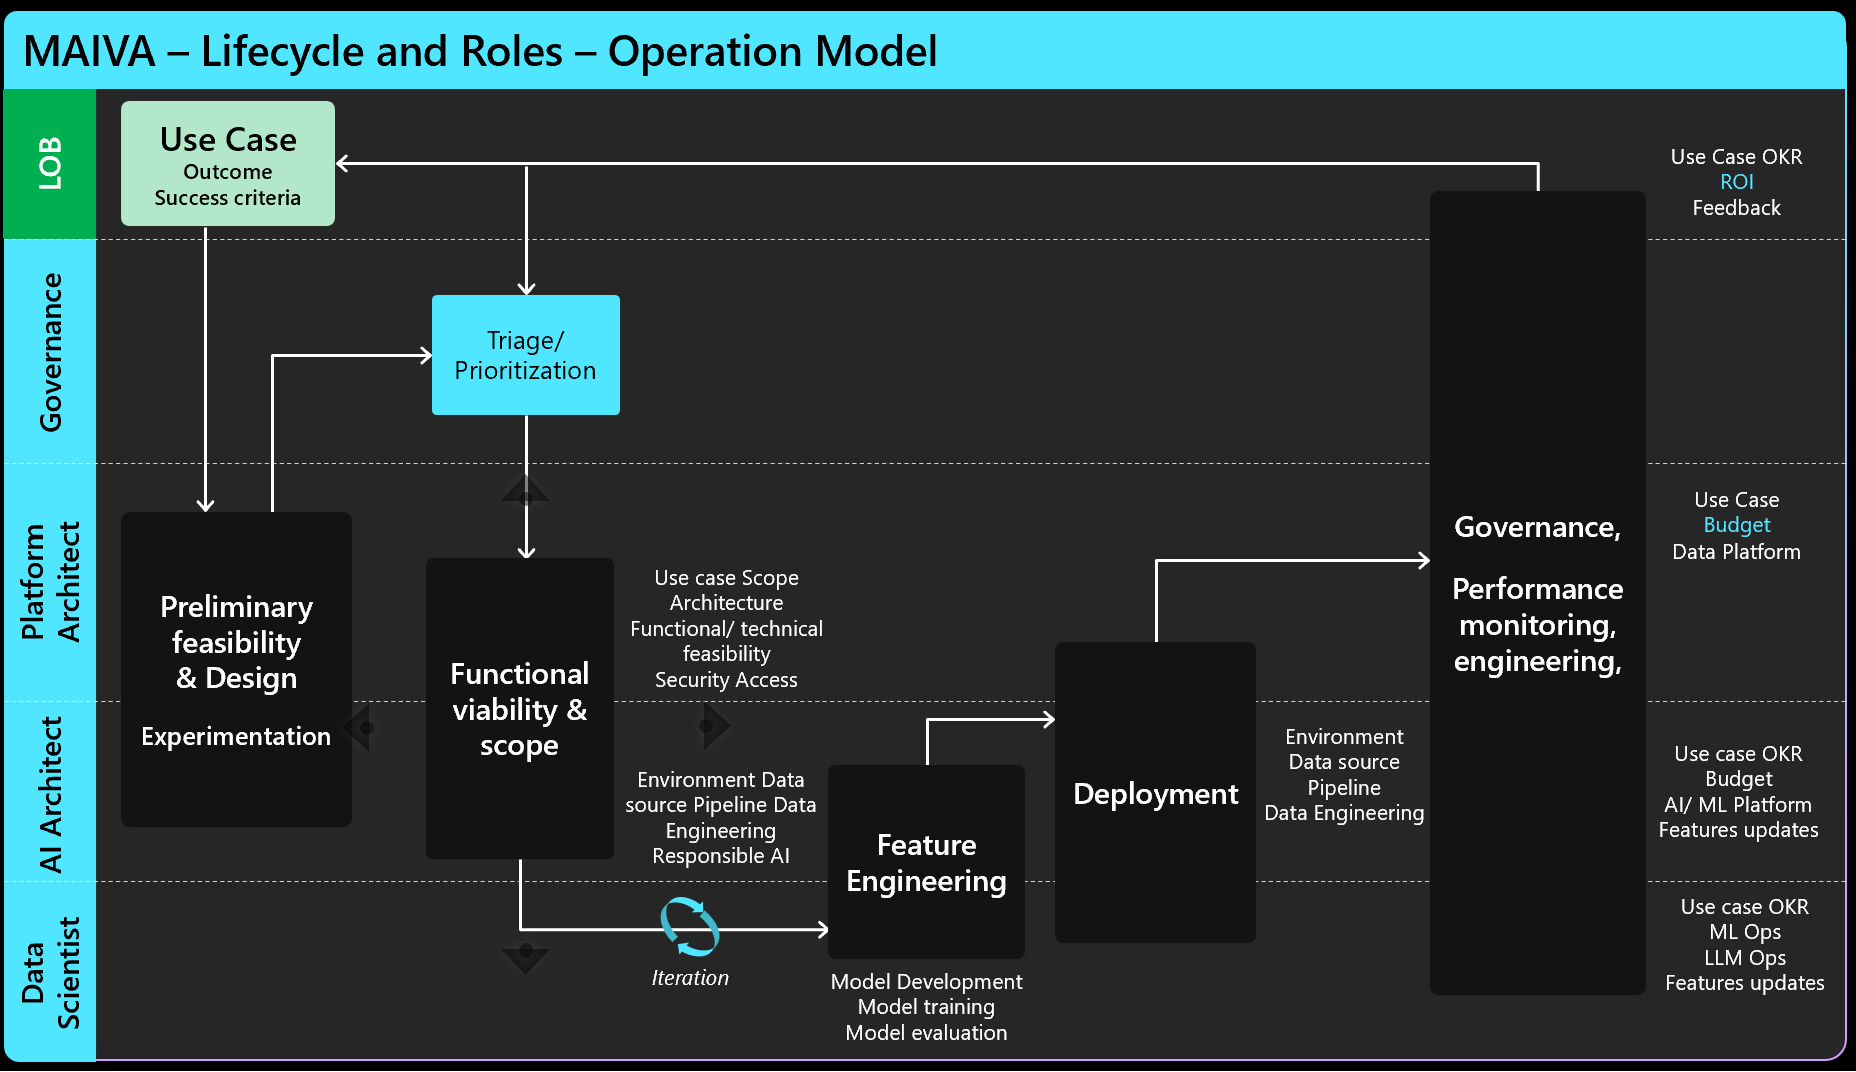 MAIVA – Lifecycle and Roles – Operation Model
LOB
Use Case
Outcome
Success criteria
Use Case OKR
ROI
Feedback
Governance
Triage/
Prioritization
Platform
Architect
Preliminary
feasibility
& Design
Experimentation
Functional
viability &
scope
Use case Scope
Architecture
Functional/ technical
feasibility
Security Access
Governance,
Performance
monitoring,
engineering,
Use Case
Budget
Data Platform
AI Architect
Environment Data
source Pipeline Data
Engineering
Responsible AI
Feature
Engineering
Deployment
Environment
Data source
Pipeline
Data Engineering
Use case OKR
Budget
AI/ ML Platform
Features updates
Data
Scientist
Iteration
Model Development
Model training
Model evaluation
Use case OKR
ML Ops
LLM Ops
Features updates